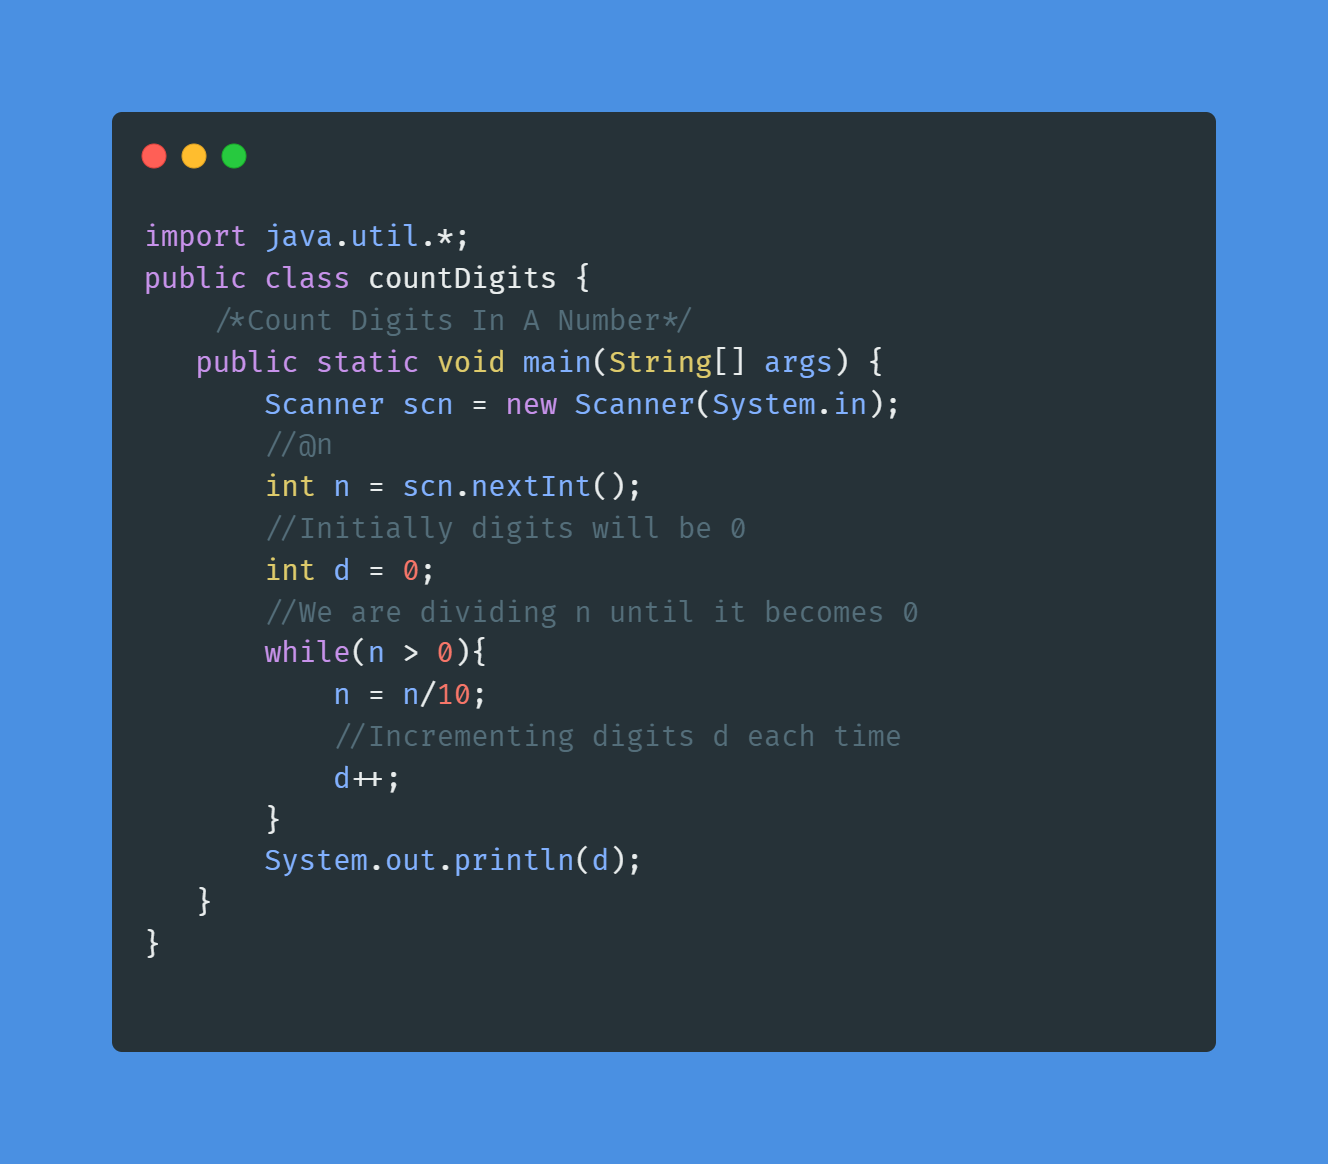 import java.util.*;
public class countDigits {
    /*Count Digits In A Number*/
   public static void main(String[] args) {
       Scanner scn = new Scanner(System.in);
       //@n
       int n = scn.nextInt();
       //Initially digits will be 0
       int d = 0;
       //We are dividing n until it becomes 0
       while(n > 0){
           n = n/10;
           //Incrementing digits d each time
           d++;
       }
       System.out.println(d);
   }
}